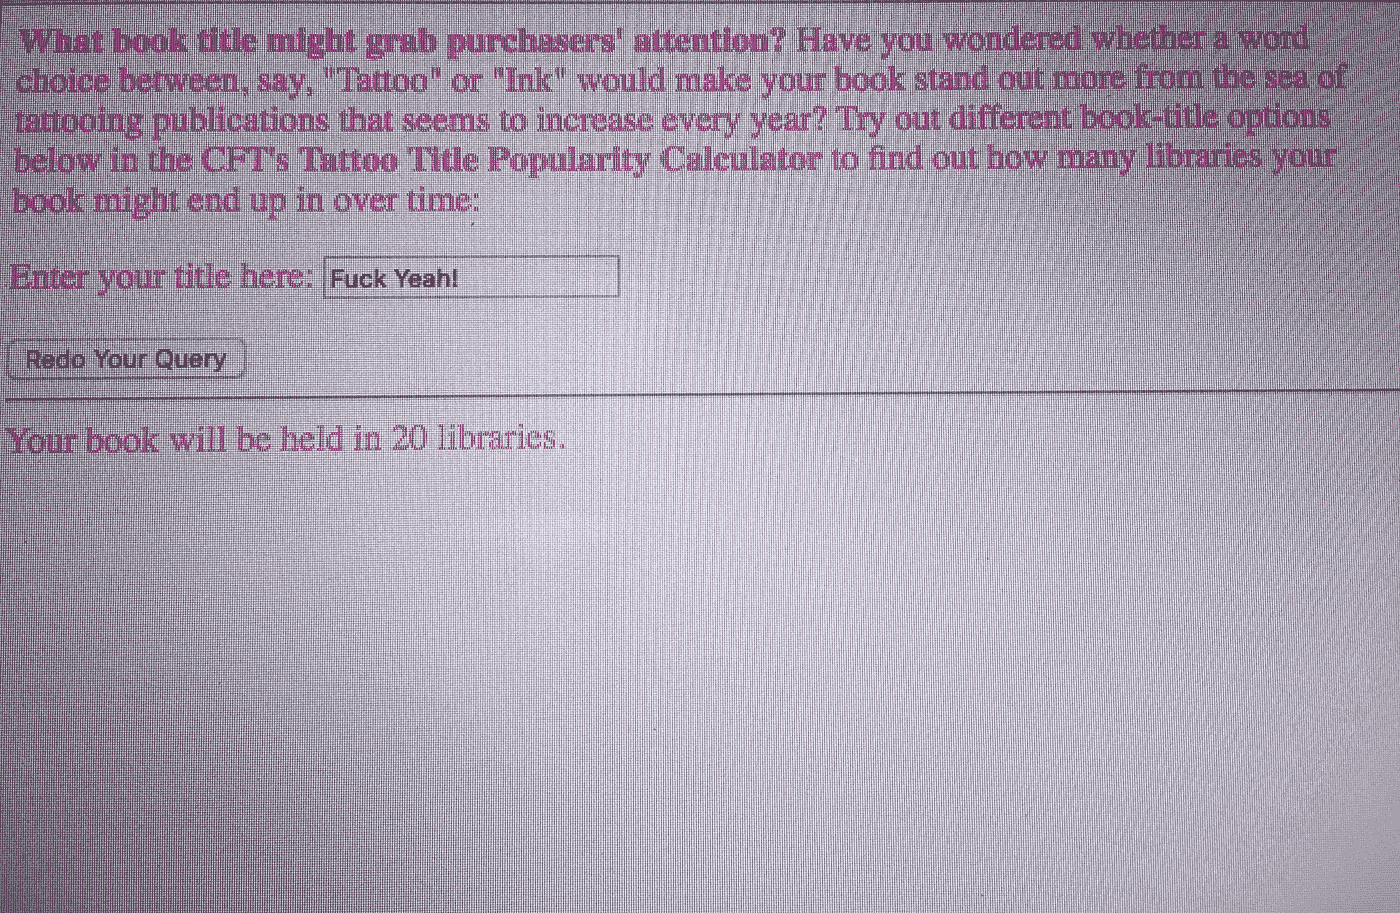 What book title might grab purchasers' attention? Have you wondered whether a word
choice between, say, "Tattoo" or "Ink" would make your book stand out more from the sea of
tattooing publications that seems to increase every year? Try out different book-title options
below in the CFT's Tattoo Title Popularity Calculator to find out how many libraries your
book might end up in over time:
Enter your title here: Fuck Yeah!
Redo Your Query
Your book will be held in 20 libraries.